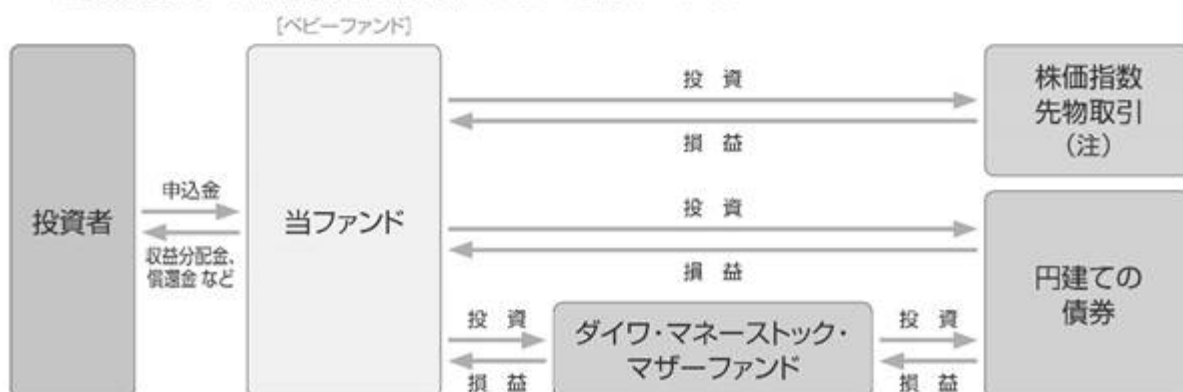 [ベビーファンド]
投資者
申込金
収益分配金、
償還金 など
当ファンド
投 資
損 益
株価指数
先物取引
(注)
投 資
損 益
円建ての
債券
投 資
損 益
ダイワ・マネーストック・
マザーファンド
投 資
損 益